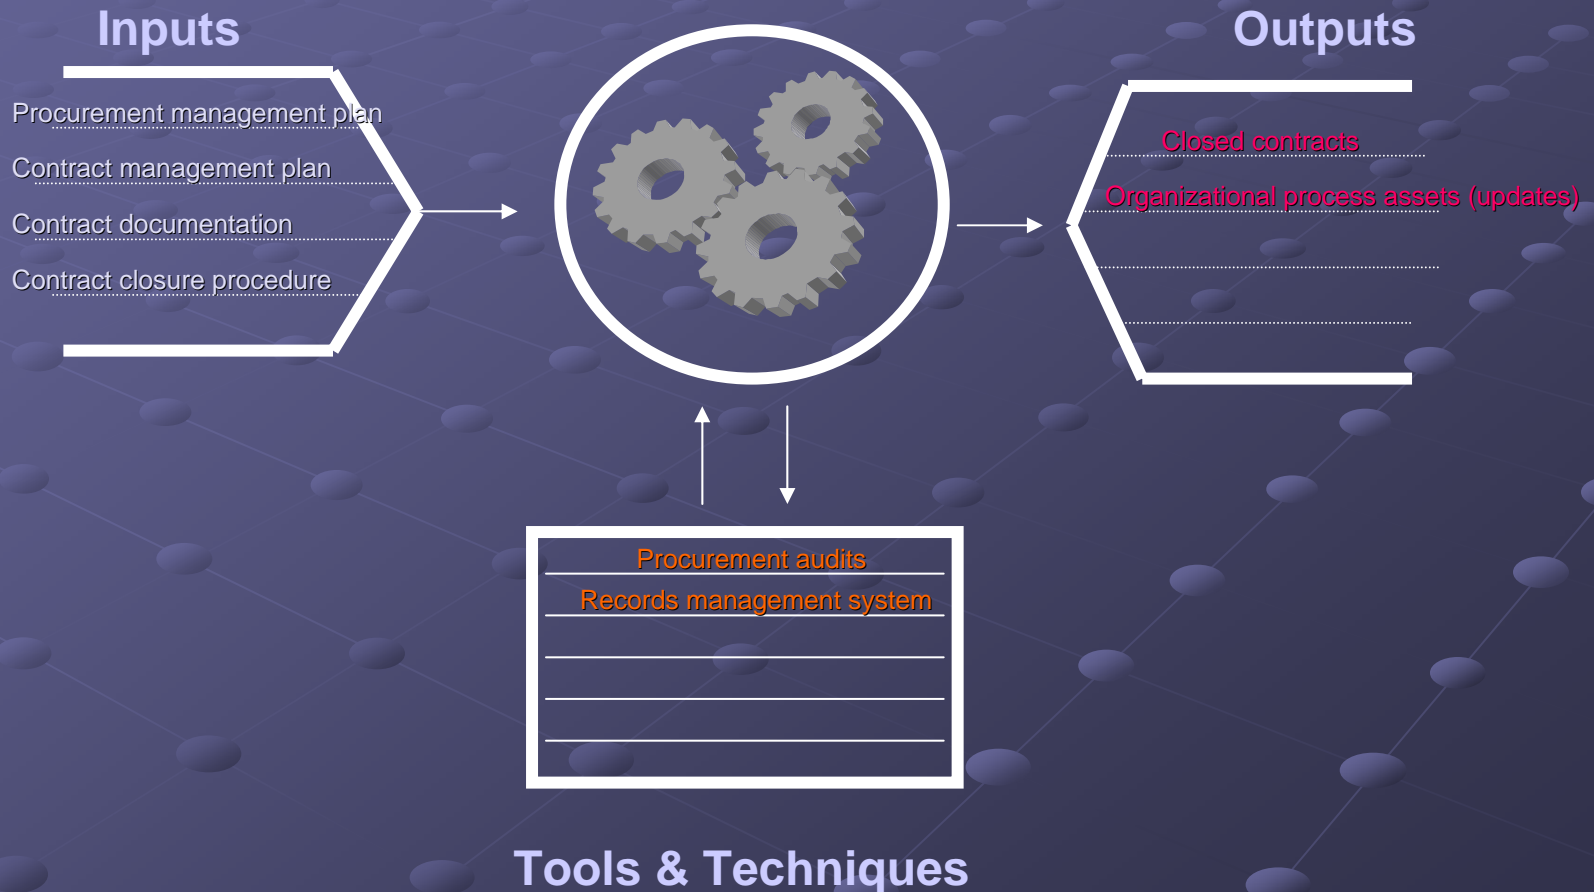 Inputs
Procurement management plan
Contract management plan
Contract documentation
Contract closure procedure
Outputs
Closed contracts
Organizational process assets (updates)
Procurement audits
Records management system
Tools & Techniques